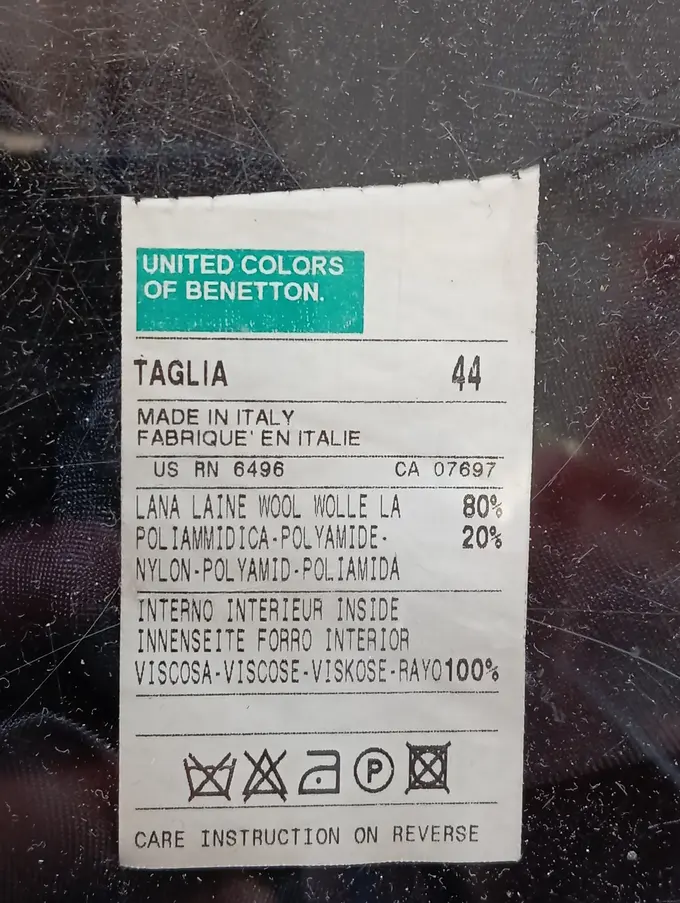 UNITED COLORS
OF BENETTON.
TAGLIA 44
MADE IN ITALY
FABRIQUE' EN ITALIE
US RN 6496 CA 07697
LANA LAINE WOOL WOLLE LA 80%
POLIAMMIDICA-POLYAMIDE- 20%
NYLON-POLYAMID-POLIAMIDA
INTERNO INTERIEUR INSIDE
INNENSEITE FORRO INTERIOR
VISCOSA-VISCOSE-VISKOSE-RAYO100%
P
CARE INSTRUCTION ON REVERSE